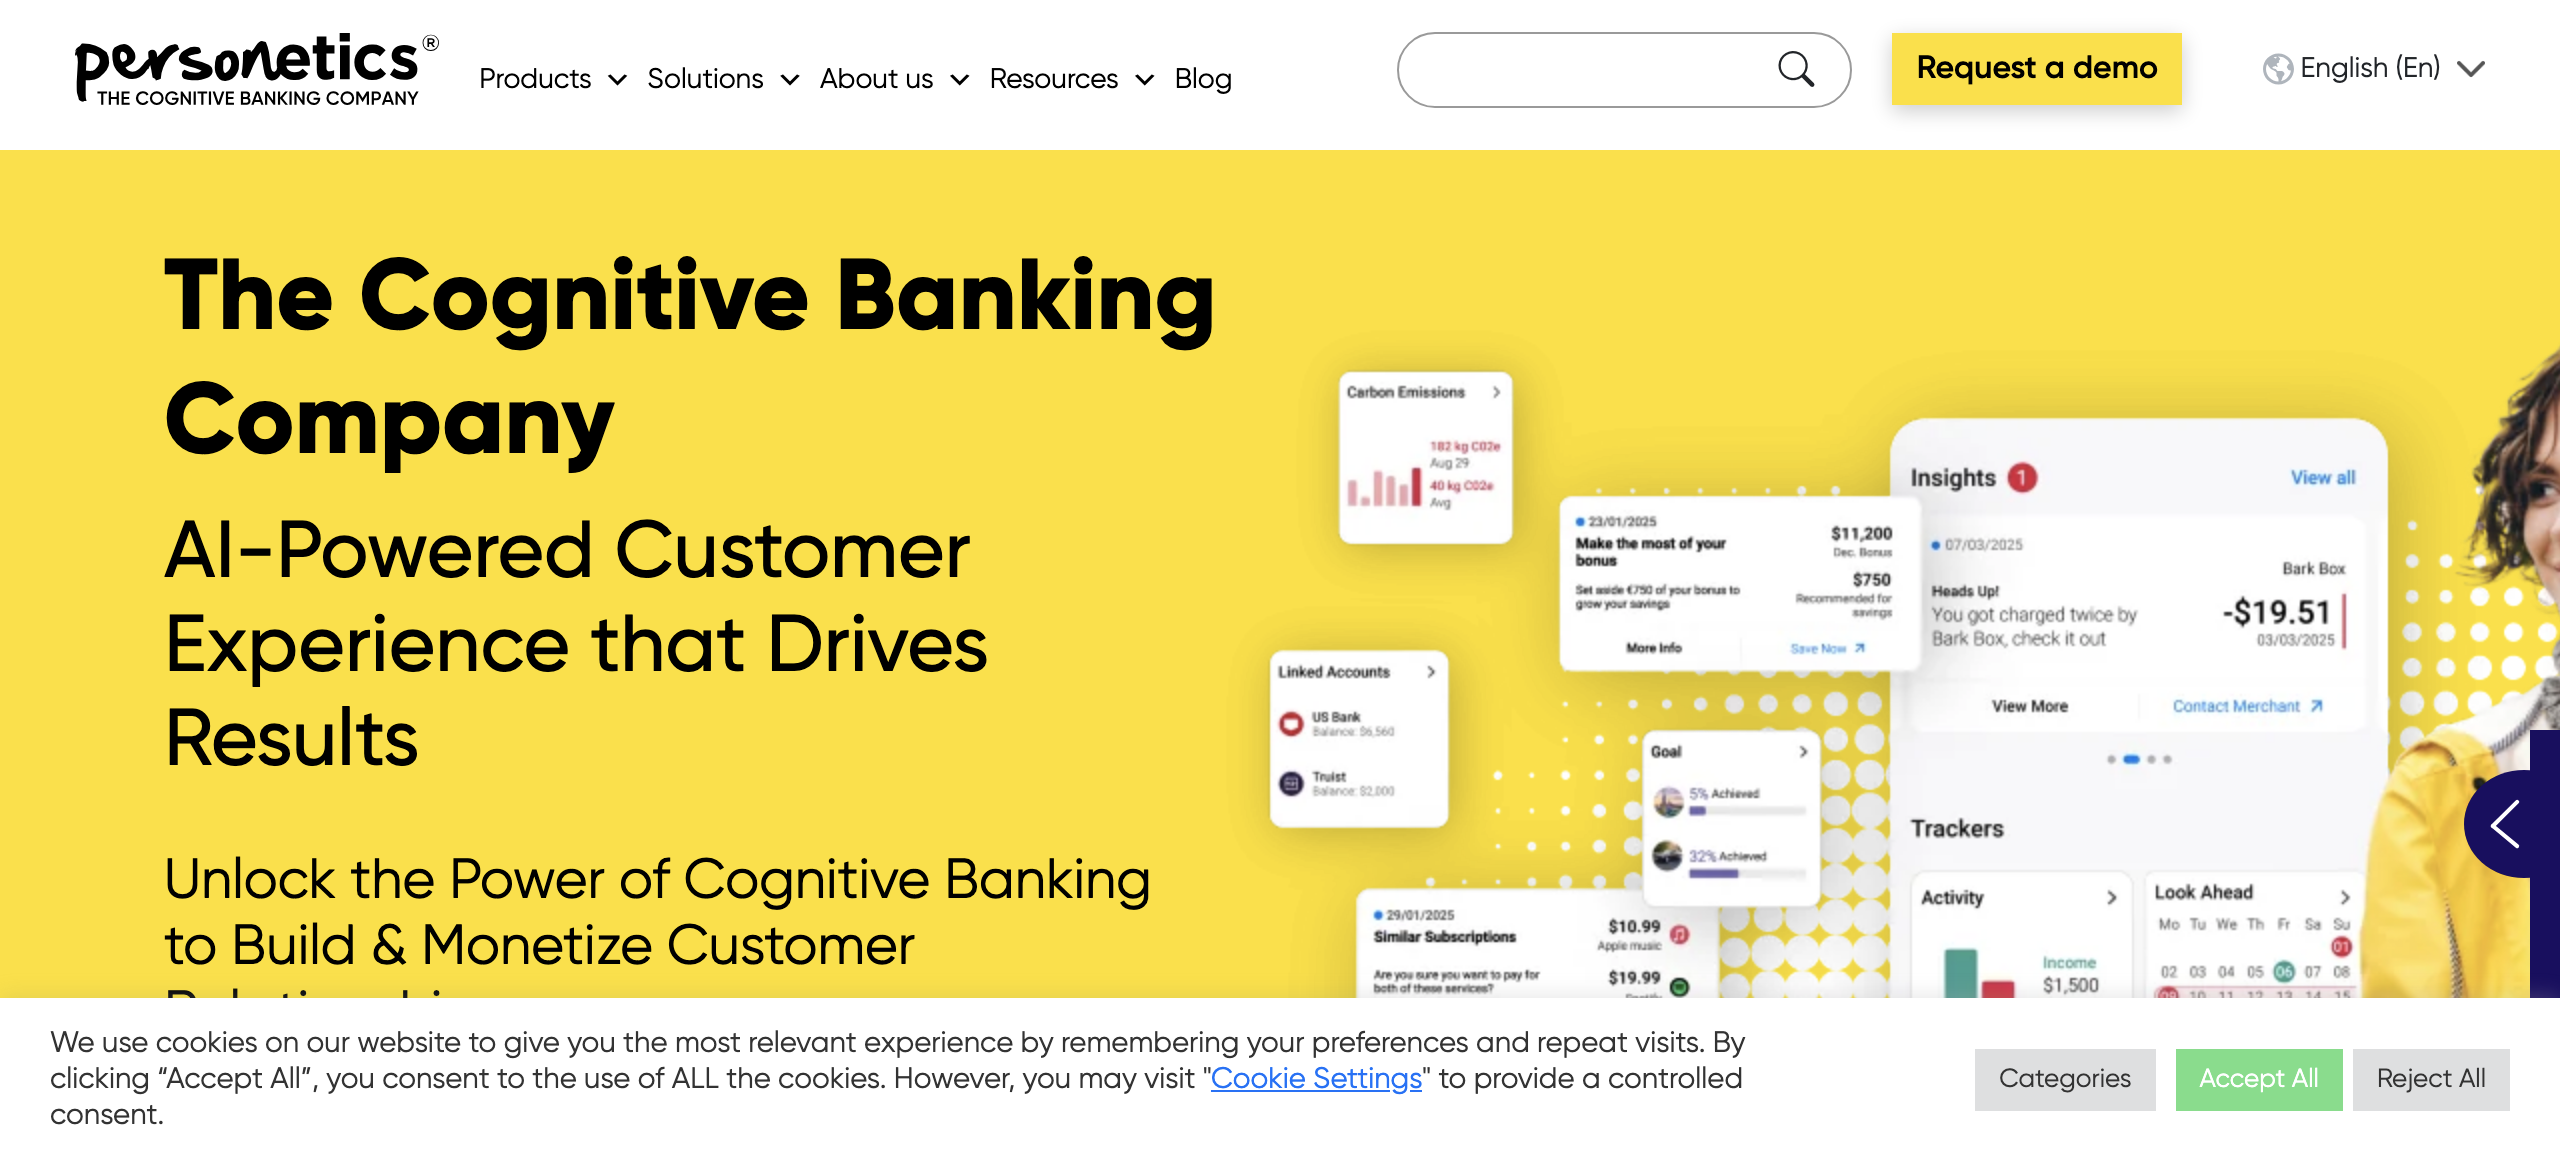 personetics®
THE COGNITIVE BANKING COMPANY
Products
Solutions
About us
Resources
Blog
Request a demo
English (En)
The Cognitive Banking
Company
AI-Powered Customer
Experience that Drives
Results
Unlock the Power of Cognitive Banking
to Build & Monetize Customer
Carbon Emissions
182 kg C02e
Aug 29
40 kg C02e
Avg
23/01/2025
Make the most of your
bonus
Set aside €750 of your bonus to
grow your savings
$11,200
Dec. Bonus
$750
Recommended for
savings
More Info
Save Now
Linked Accounts
US Bank
Balance: $6,560
Truist
Balance: $2,000
Goal
5% Achieved
32% Achieved
29/01/2025
Similar Subscriptions
Are you sure you want to pay for
both of these services?
$10.99
Apple music
$19.99
Insights 1
View all
07/03/2025
Heads Up!
You got charged twice by
Bark Box, check it out
Bark Box
-$19.51
03/03/2025
View More
Contact Merchant
Trackers
Activity
Income
$1,500
Look Ahead
Mo Tu We Th Fr Sa Su
01
02 03 04 05 06 07 08
09 10 11 12 13 14 15
We use cookies on our website to give you the most relevant experience by remembering your preferences and repeat visits. By
clicking “Accept All”, you consent to the use of ALL the cookies. However, you may visit "Cookie Settings" to provide a controlled
consent.
Categories
Accept All
Reject All